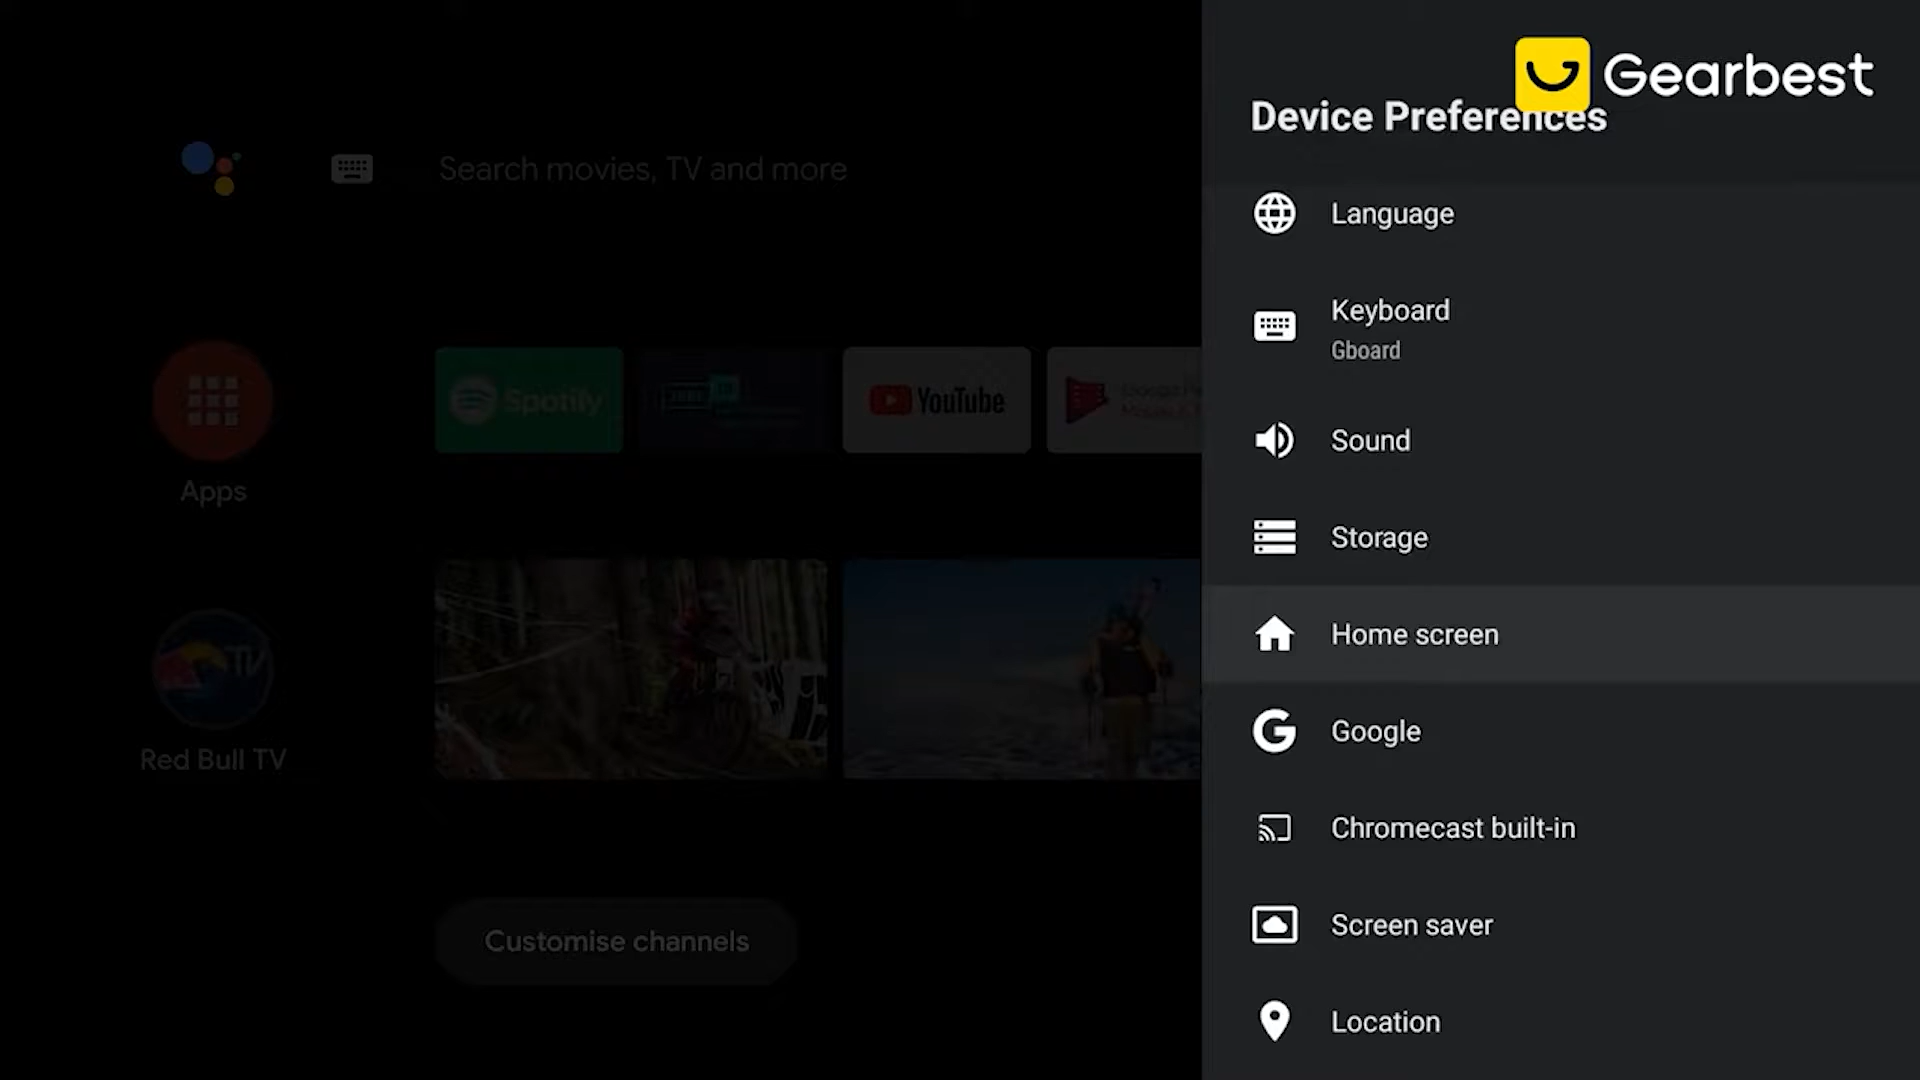 Gearbest
Device Preferences
Search movies, TV and more
Language
Keyboard
Gboard
Sound
Spotify
YouTube
Apps
Storage
Home screen
TV
Red Bull TV
Google
Chromecast built-in
Customise channels
Screen saver
Location